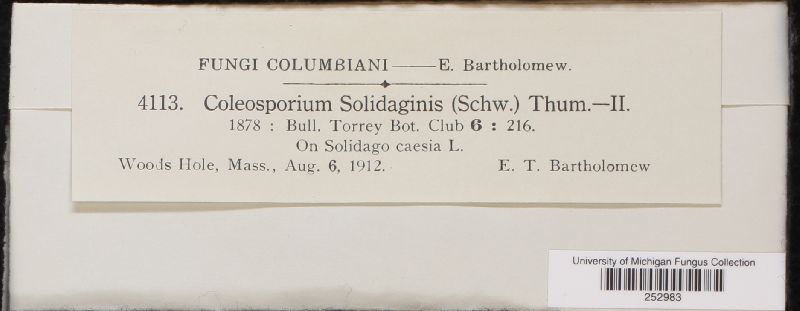 FUNGI COLUMBIANI——E. Bartholomew.
4113. Coleosporium Solidaginis (Schw.) Thum.—II.
1878 : Bull. Torrey Bot. Club 6 : 216.
On Solidago caesia L.
Woods Hole, Mass., Aug. 6, 1912. E. T. Bartholomew
University of Michigan Fungus Collection
252983